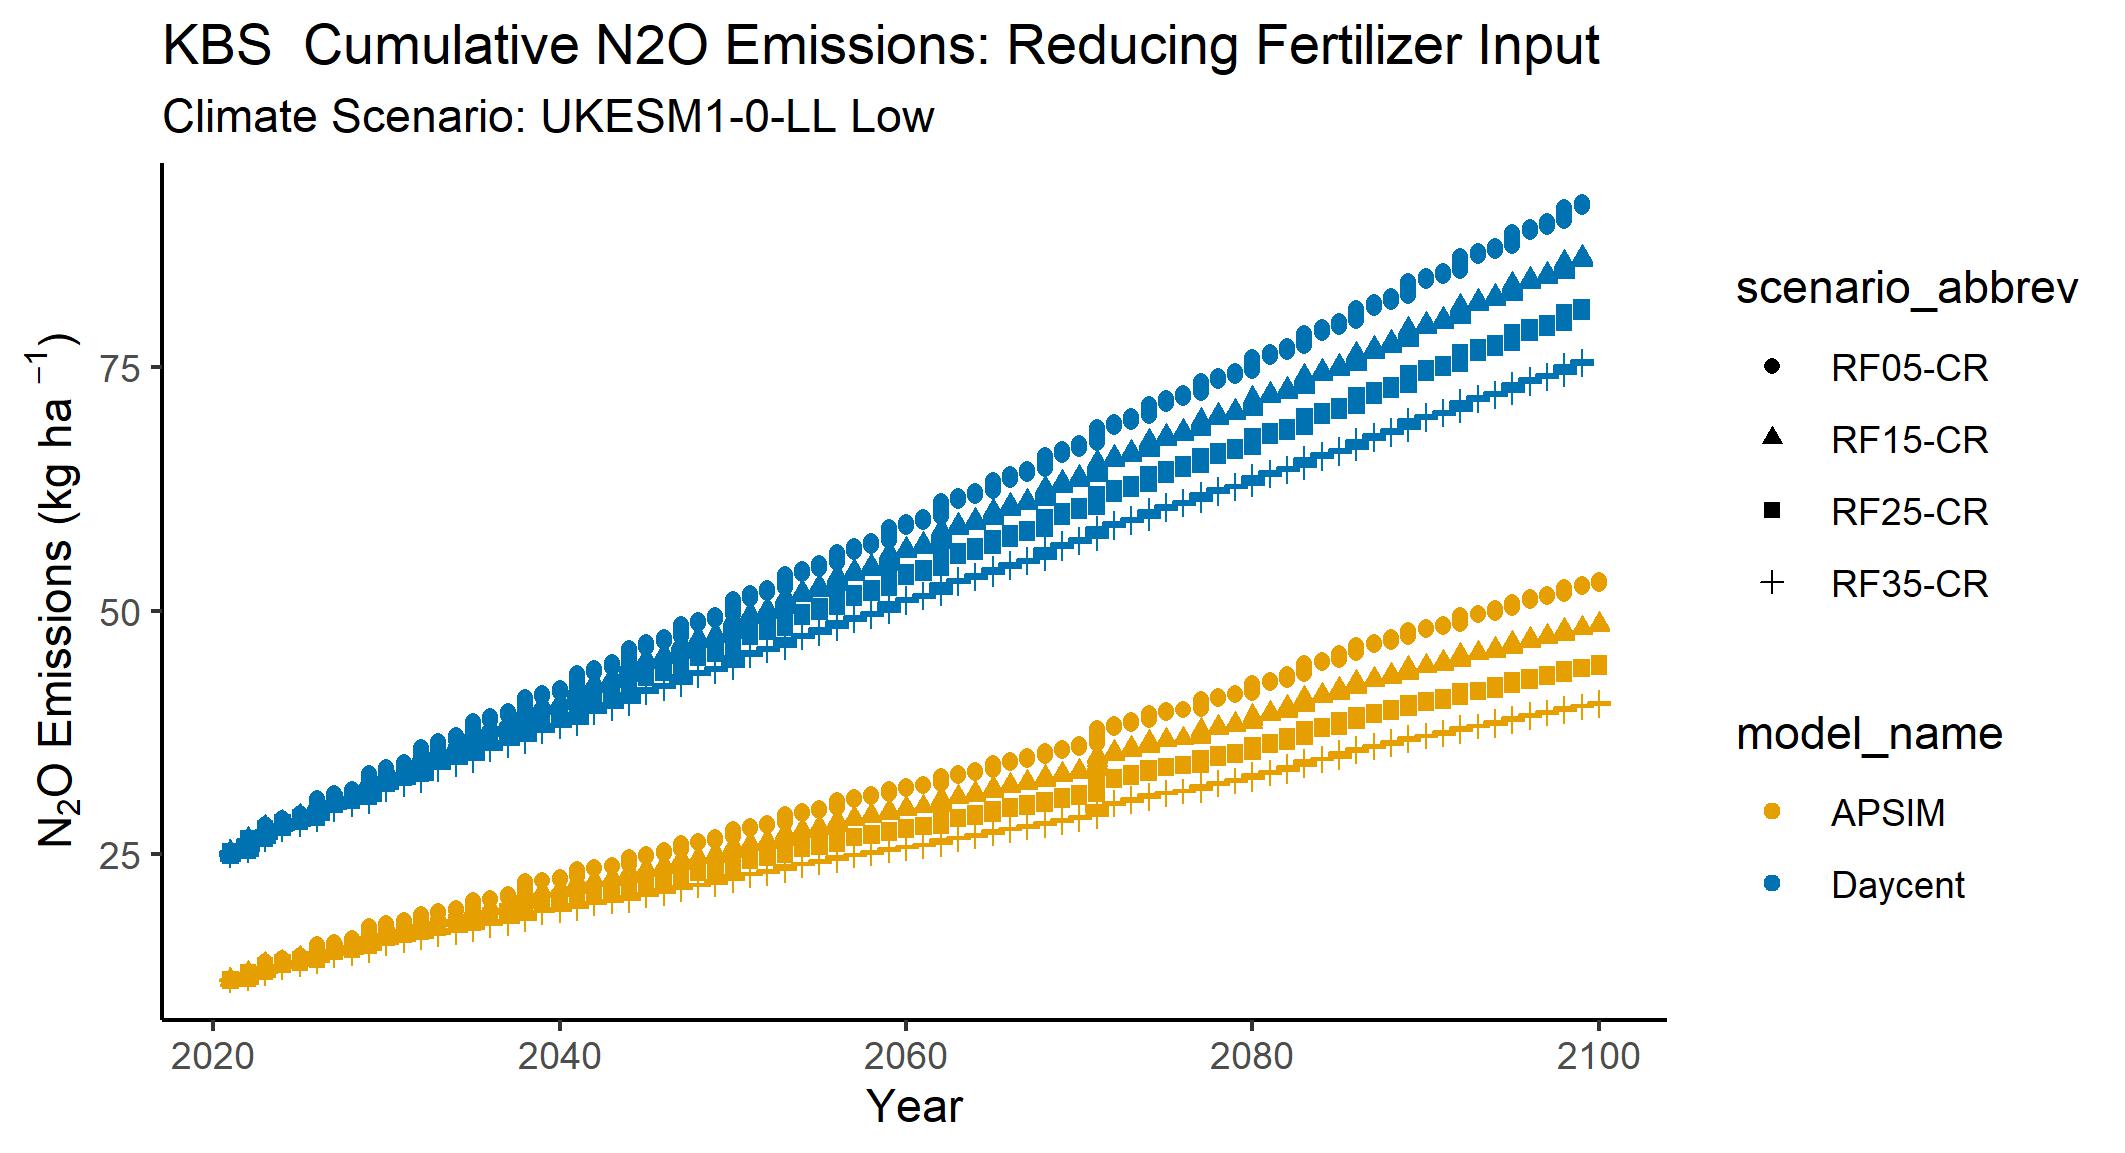 KBS  Cumulative N2O Emissions: Reducing Fertilizer Input
Climate Scenario: UKESM1-0-LL Low
N₂O Emissions (kg ha ⁻¹)
75
50
25
2020 2040 2060 2080 2100
Year
scenario_abbrev
RF05-CR
RF15-CR
RF25-CR
RF35-CR
model_name
APSIM
Daycent